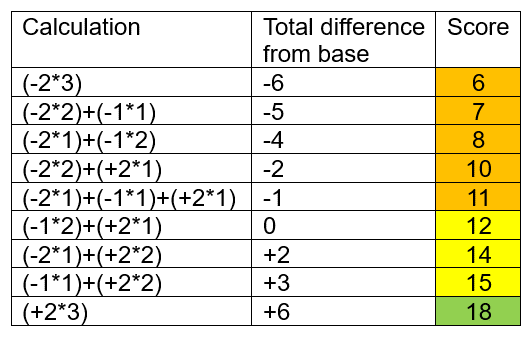 Calculation Total difference from base Score
(-2*3) -6 6
(-2*2)+(-1*1) -5 7
(-2*1)+(-1*2) -4 8
(-2*2)+(+2*1) -2 10
(-2*1)+(-1*1)+(+2*1) -1 11
(-1*2)+(+2*1) 0 12
(-2*1)+(+2*2) +2 14
(-1*1)+(+2*2) +3 15
(+2*3) +6 18